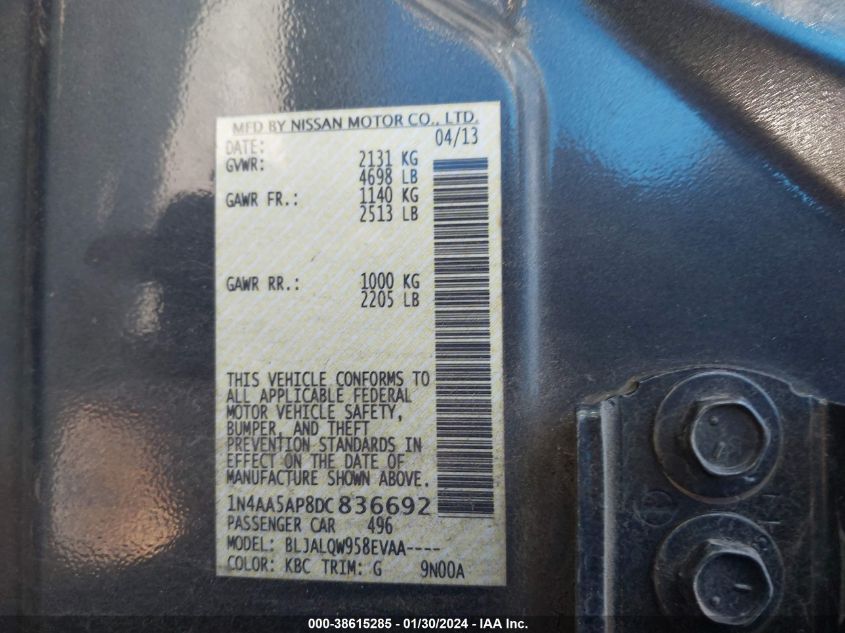 MFD BY NISSAN MOTOR CO., LTD.
DATE: 04/13
GVWR: 2131 KG
4698 LB
GAWR FR.: 1140 KG
2513 LB
GAWR RR.: 1000 KG
2205 LB
THIS VEHICLE CONFORMS TO
ALL APPLICABLE FEDERAL
MOTOR VEHICLE SAFETY,
BUMPER, AND THEFT
PREVENTION STANDARDS IN
EFFECT ON THE DATE OF
MANUFACTURE SHOWN ABOVE.
1N4AA5AP8DC836692
PASSENGER CAR 496
MODEL: BLJALQW958EVAA----
COLOR: KBC TRIM: G 9N00A
000-38615285 - 01/30/2024 - IAA Inc.